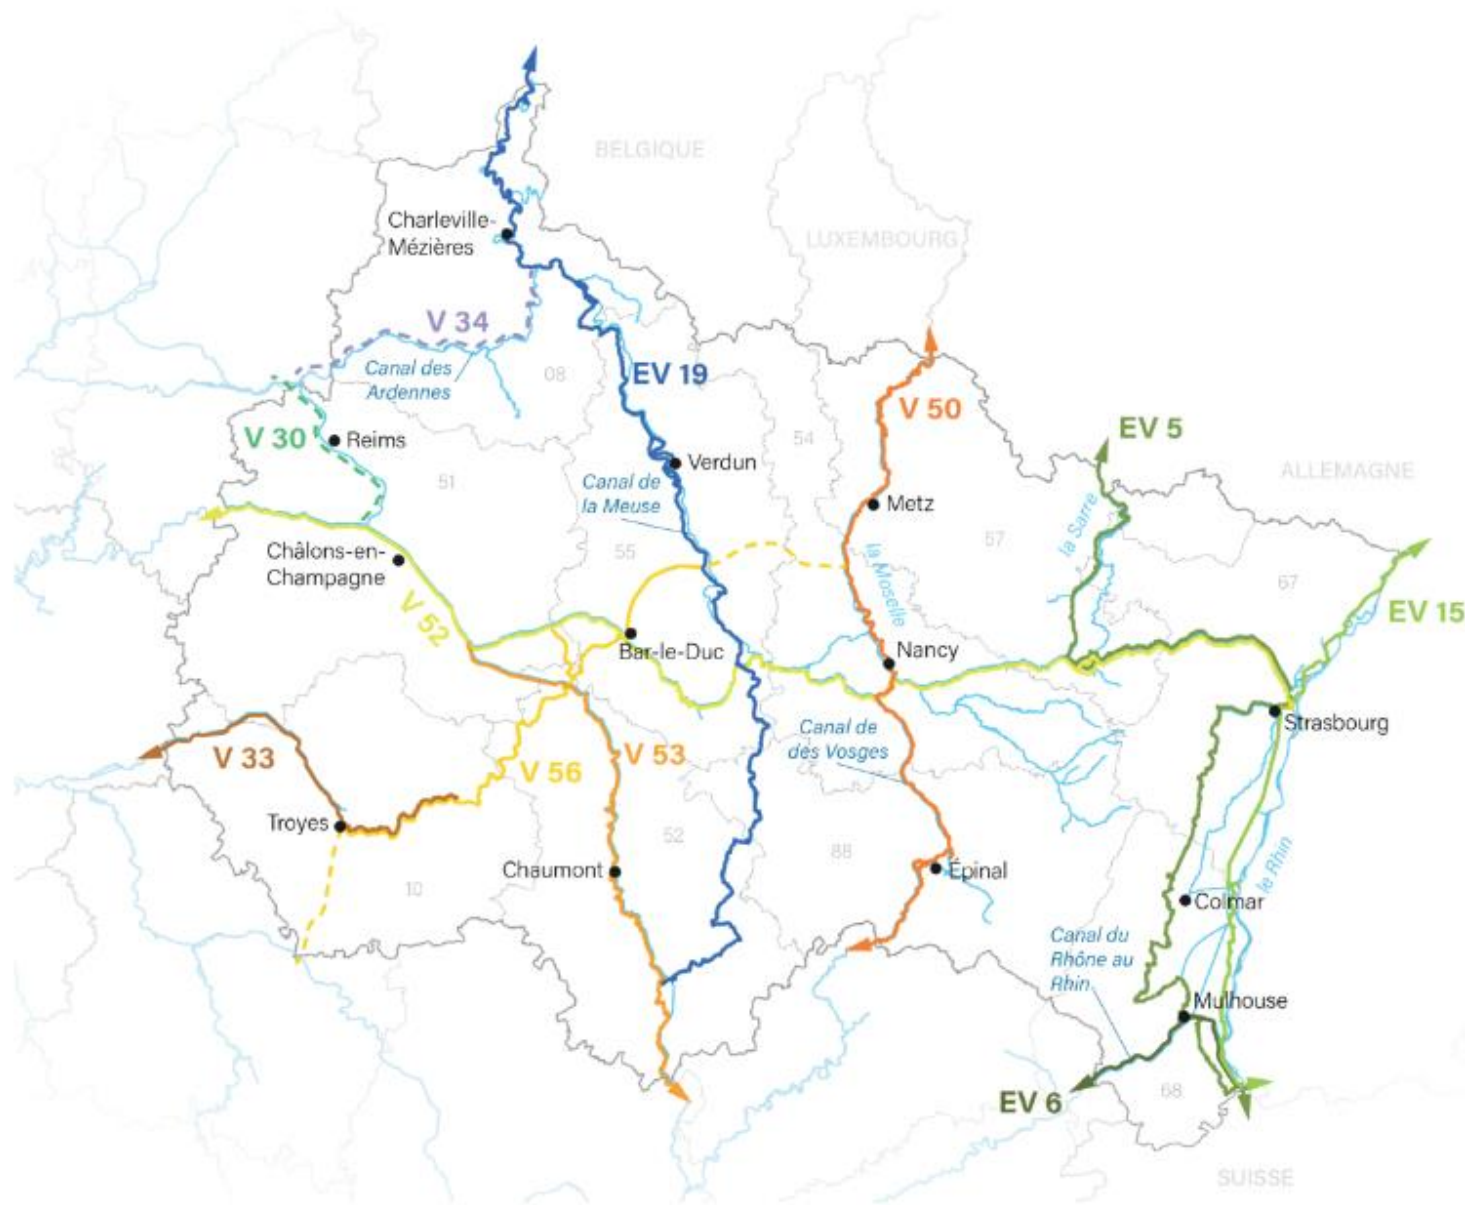 BELGIQUE
Charleville-
Mézières
LUXEMBOURG
V 34
Canal des
Ardennes
08
EV 19
V 50
EV 5
V 30
Reims
54
51
Verdun
ALLEMAGNE
Canal de
la Meuse
Metz
la Sarre
57
Châlons-en-
Champagne
55
la Moselle
67
V 52
EV 15
Bar-le-Duc
Nancy
Strasbourg
Canal de
des Vosges
V 33
V 56
V 53
Troyes
52
88
Chaumont
Épinal
le Rhin
10
Colmar
Canal du
Rhône au
Rhin
Mulhouse
EV 6
68
SUISSE